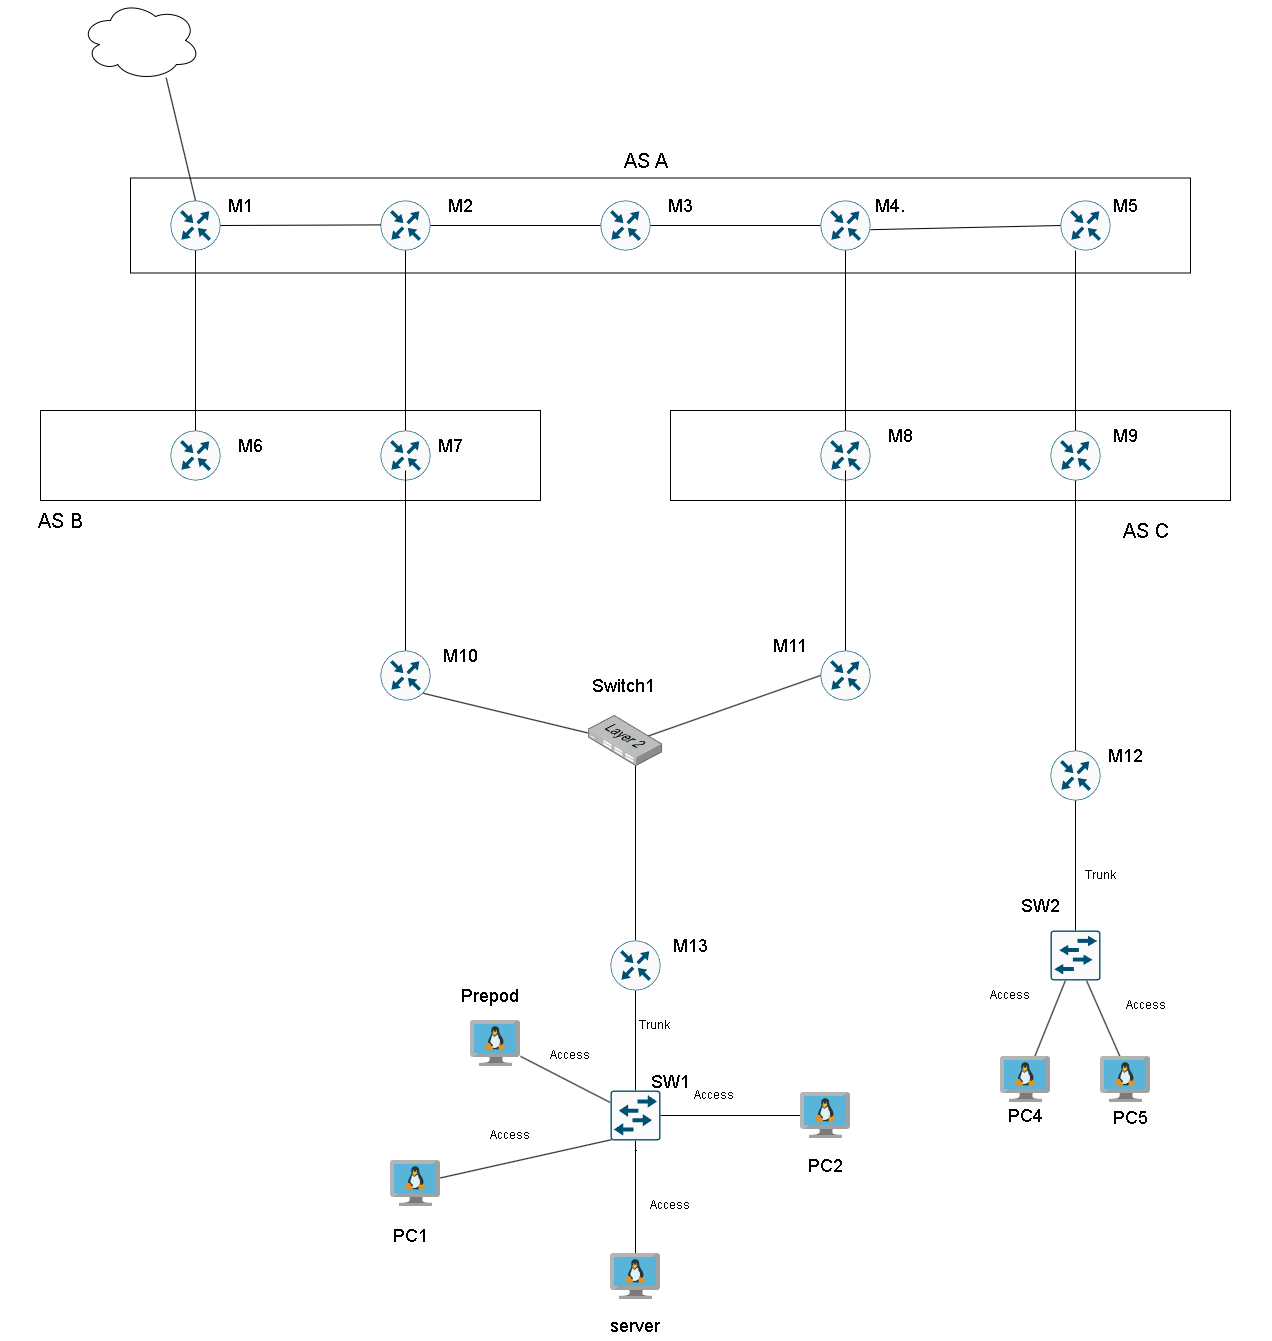 AS A
M1
M2
M3
M4.
M5
M6
M7
M8
M9
AS B
AS C
M10
M11
Switch1
Layer 2
M12
Trunk
SW2
M13
Prepod
Access
Access
Trunk
Access
SW1
Access
PC4
PC5
Access
PC2
Access
PC1
server